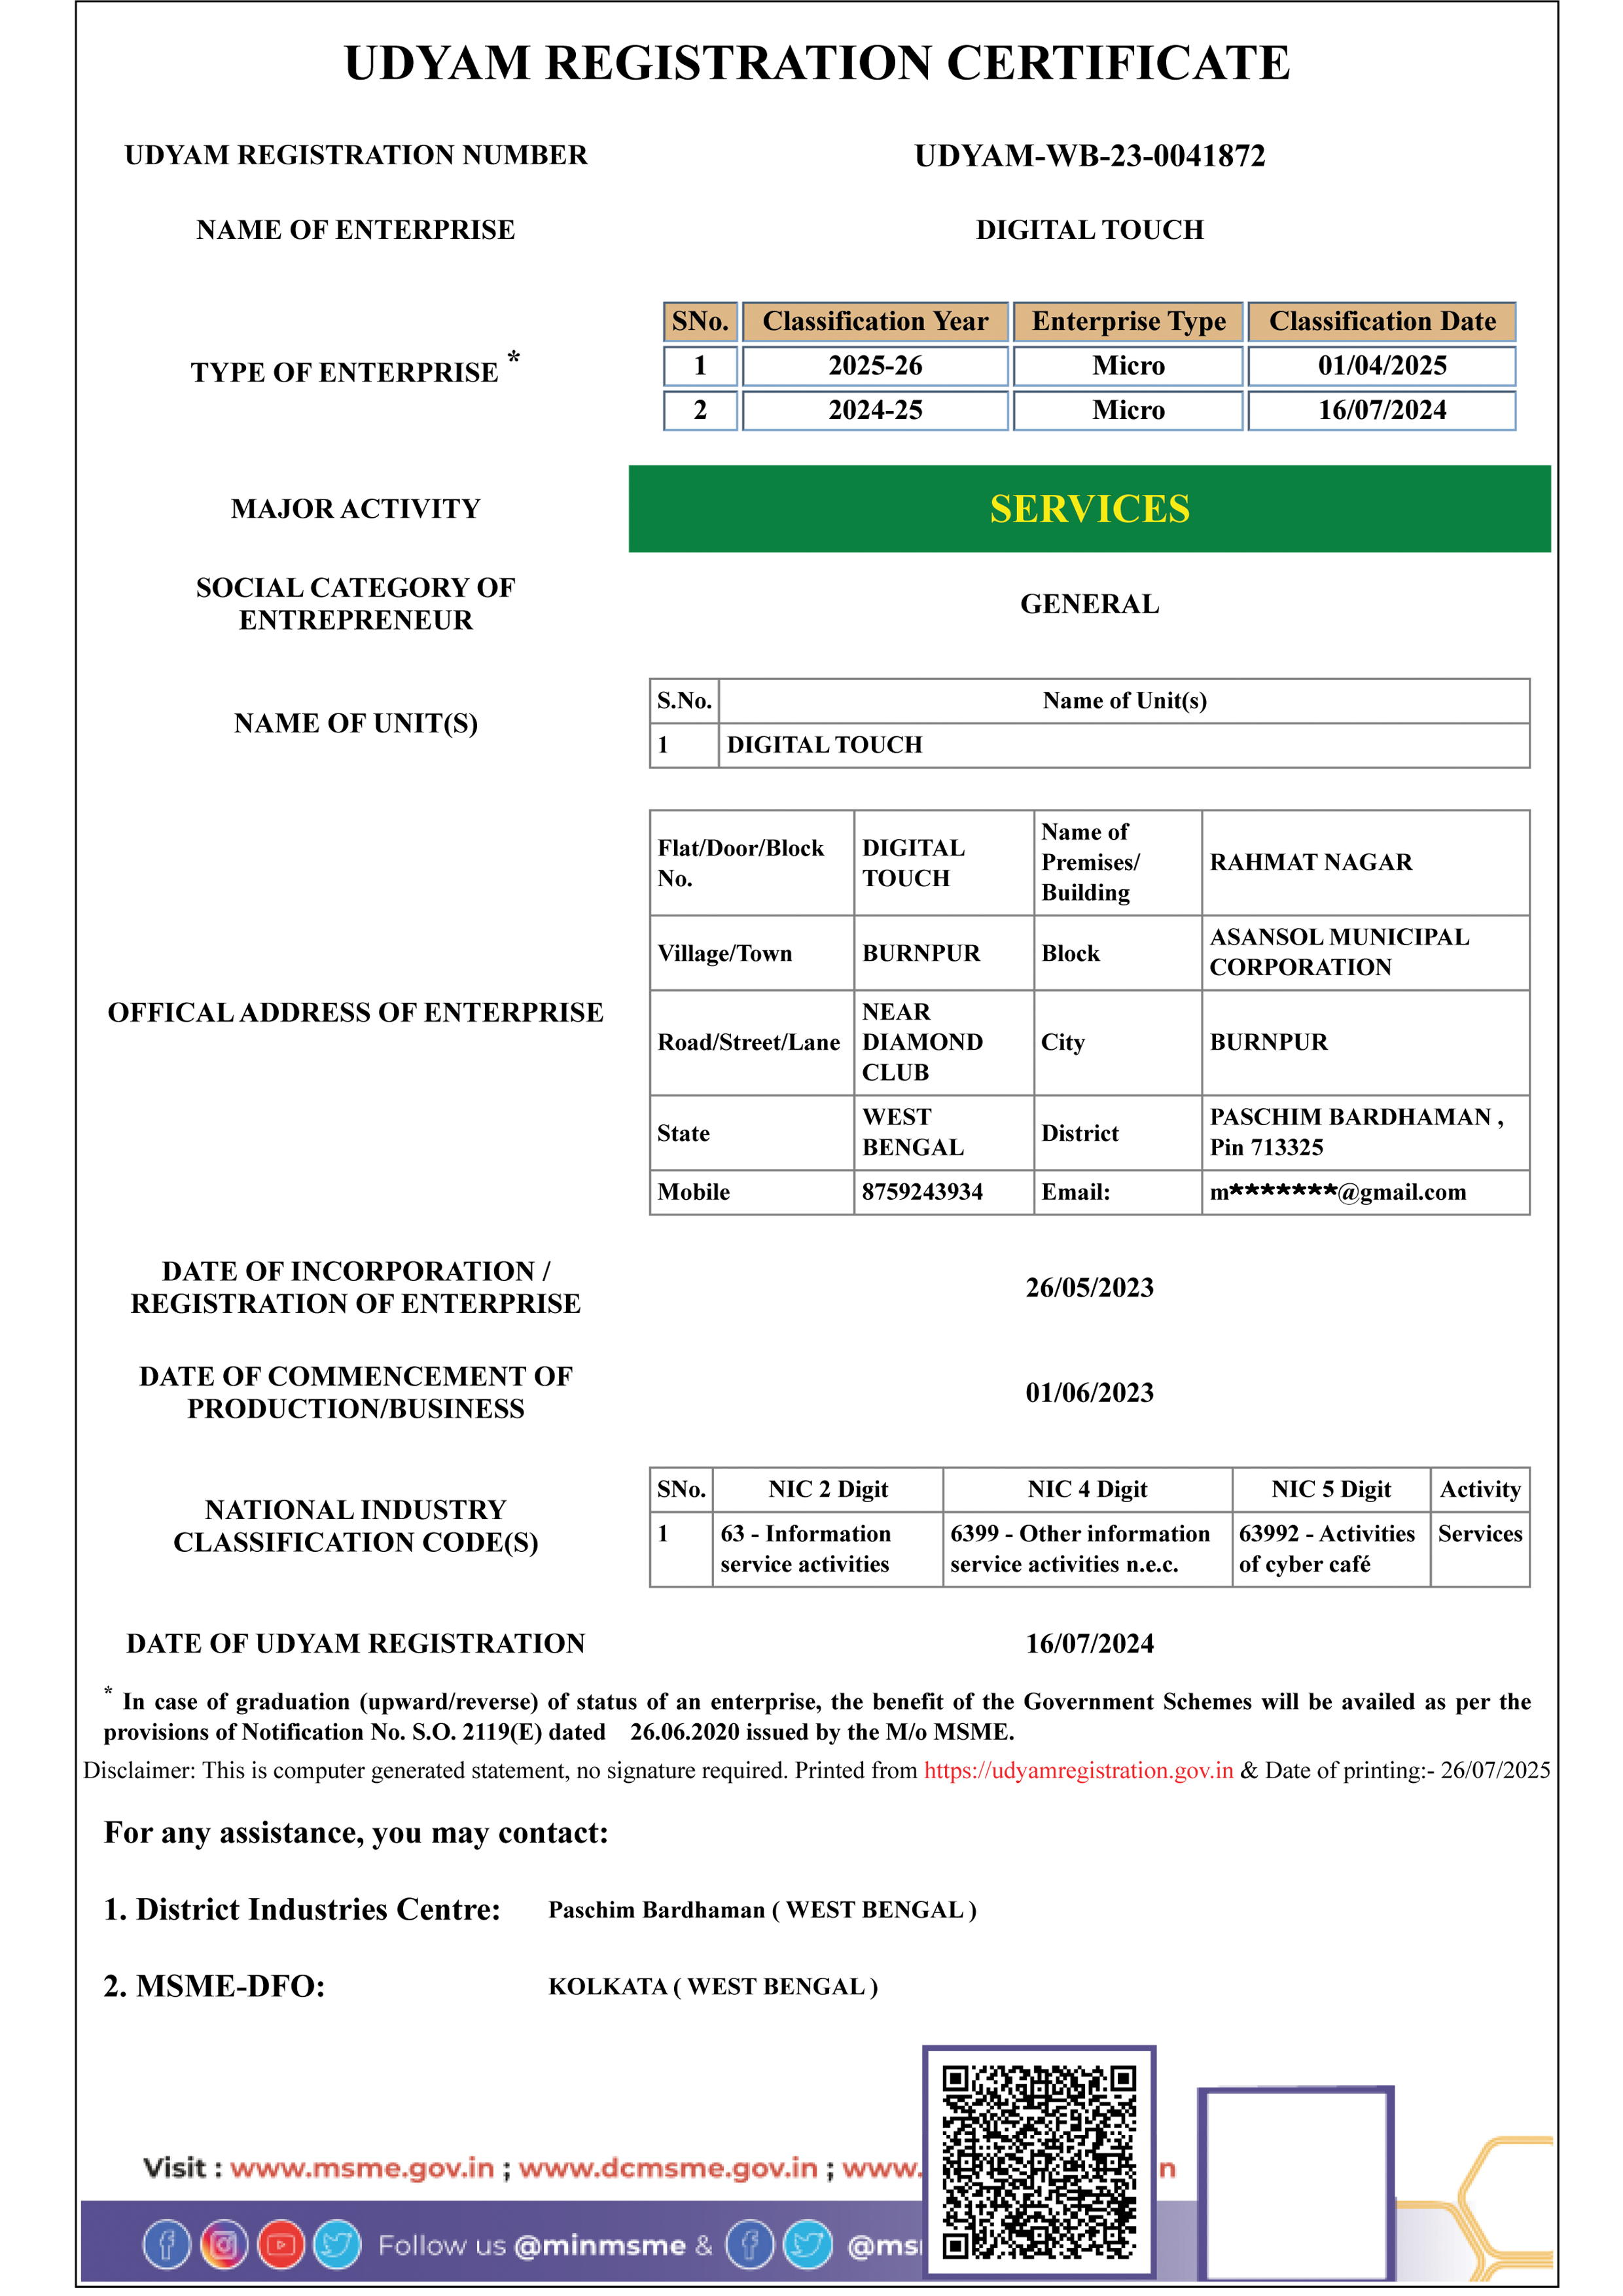 UDYAM REGISTRATION CERTIFICATE
UDYAM REGISTRATION NUMBER UDYAM-WB-23-0041872
NAME OF ENTERPRISE DIGITAL TOUCH
TYPE OF ENTERPRISE *
SNo. Classification Year Enterprise Type Classification Date
1 2025-26 Micro 01/04/2025
2 2024-25 Micro 16/07/2024
MAJOR ACTIVITY SERVICES
SOCIAL CATEGORY OF
ENTREPRENEUR
GENERAL
NAME OF UNIT(S)
S.No. Name of Unit(s)
1 DIGITAL TOUCH
OFFICAL ADDRESS OF ENTERPRISE
Flat/Door/Block
No.
DIGITAL
TOUCH
Name of
Premises/
Building
RAHMAT NAGAR
Village/Town BURNPUR Block
ASANSOL MUNICIPAL
CORPORATION
Road/Street/Lane
NEAR
DIAMOND
CLUB
City BURNPUR
State
WEST
BENGAL
District
PASCHIM BARDHAMAN ,
Pin 713325
Mobile 8759243934 Email: m*******@gmail.com
DATE OF INCORPORATION /
REGISTRATION OF ENTERPRISE
26/05/2023
DATE OF COMMENCEMENT OF
PRODUCTION/BUSINESS
01/06/2023
NATIONAL INDUSTRY
CLASSIFICATION CODE(S)
SNo. NIC 2 Digit NIC 4 Digit NIC 5 Digit Activity
1
63 - Information
service activities
6399 - Other information
service activities n.e.c.
63992 - Activities
of cyber café
Services
DATE OF UDYAM REGISTRATION 16/07/2024
* In case of graduation (upward/reverse) of status of an enterprise, the benefit of the Government Schemes will be availed as per the
provisions of Notification No. S.O. 2119(E) dated 26.06.2020 issued by the M/o MSME.
Disclaimer: This is computer generated statement, no signature required. Printed from https://udyamregistration.gov.in & Date of printing:- 26/07/2025
For any assistance, you may contact:
1. District Industries Centre: Paschim Bardhaman ( WEST BENGAL )
2. MSME-DFO: KOLKATA ( WEST BENGAL )
Visit : www.msme.gov.in ; www.dcmsme.gov.in ; www.
Follow us @minmsme &